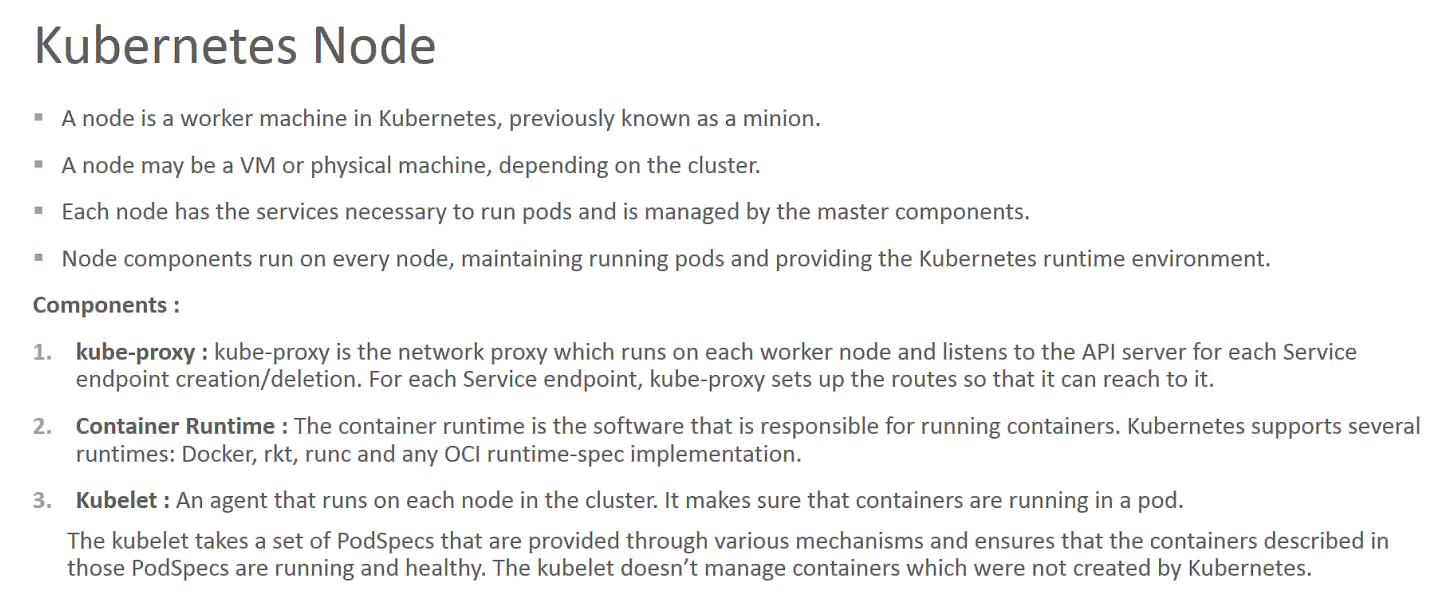 Kubernetes Node
▪ A node is a worker machine in Kubernetes, previously known as a minion.
▪ A node may be a VM or physical machine, depending on the cluster.
▪ Each node has the services necessary to run pods and is managed by the master components.
▪ Node components run on every node, maintaining running pods and providing the Kubernetes runtime environment.
Components :
1. kube-proxy : kube-proxy is the network proxy which runs on each worker node and listens to the API server for each Service
endpoint creation/deletion. For each Service endpoint, kube-proxy sets up the routes so that it can reach to it.
2. Container Runtime : The container runtime is the software that is responsible for running containers. Kubernetes supports several
runtimes: Docker, rkt, runc and any OCI runtime-spec implementation.
3. Kubelet : An agent that runs on each node in the cluster. It makes sure that containers are running in a pod.
The kubelet takes a set of PodSpecs that are provided through various mechanisms and ensures that the containers described in
those PodSpecs are running and healthy. The kubelet doesn’t manage containers which were not created by Kubernetes.